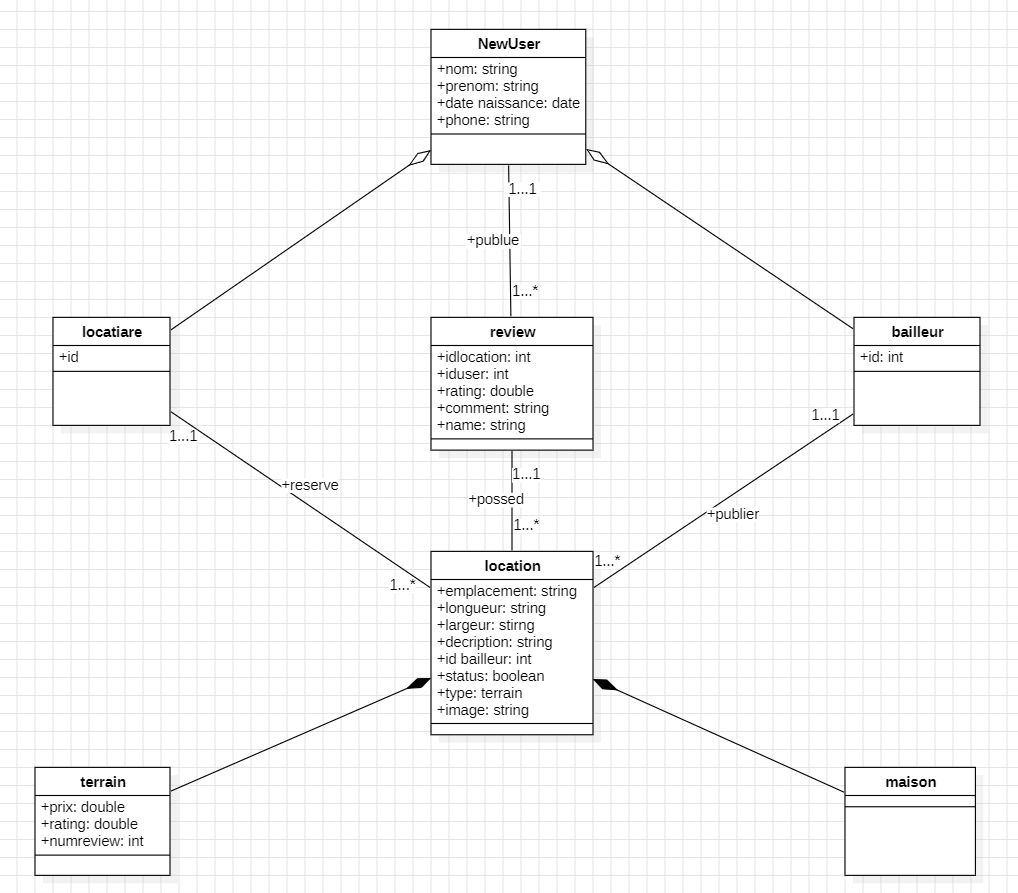 NewUser
+nom: string
+prenom: string
+date naissance: date
+phone: string
1...1
+publue
1...*
locatiare
+id
review
+idlocation: int
+iduser: int
+rating: double
+comment: string
+name: string
bailleur
+id: int
1...1
1...1
1...1
+reserve
+possed
+publier
1...*
1...*
1...*
location
+emplacement: string
+longueur: string
+largeur: stirng
+decription: string
+id bailleur: int
+status: boolean
+type: terrain
+image: string
terrain
+prix: double
+rating: double
+numreview: int
maison